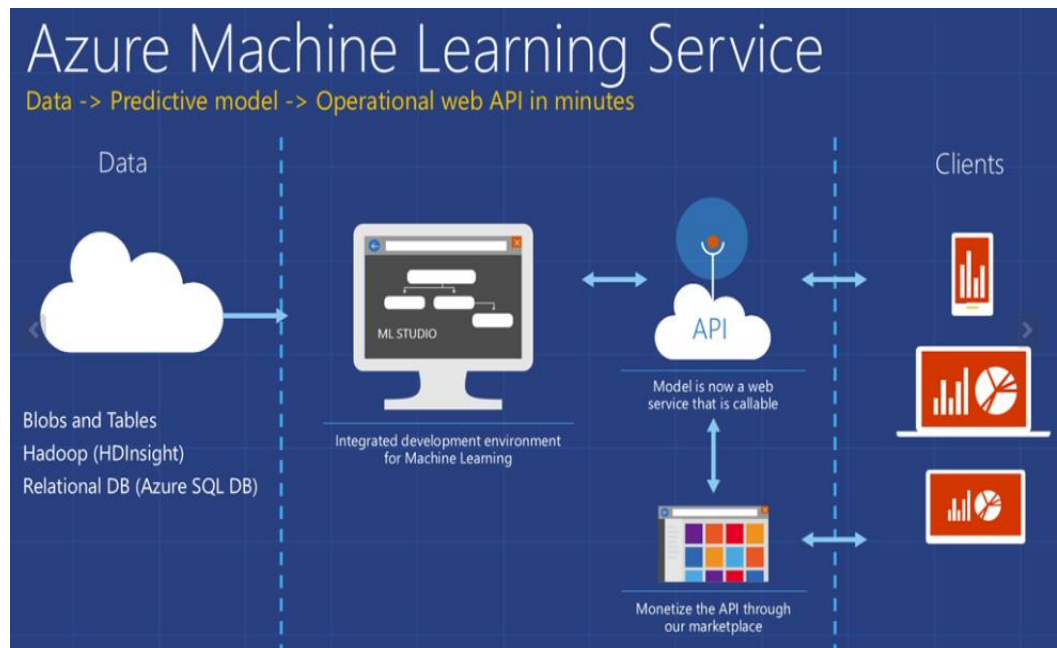 Azure Machine Learning Service
Data -> Predictive model -> Operational web API in minutes
Data
Blobs and Tables
Hadoop (HDInsight)
Relational DB (Azure SQL DB)
ML STUDIO
Integrated development environment
for Machine Learning
API
Model is now a web
service that is callable
Monetize the API through
our marketplace
Clients